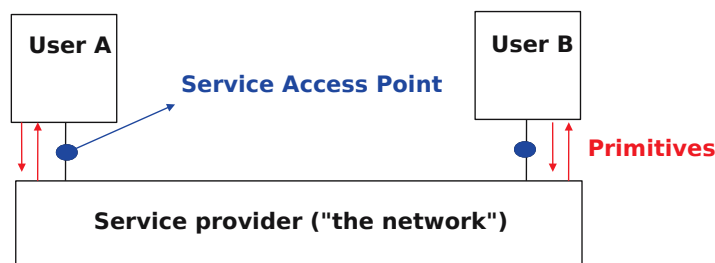 User A
User B
Service Access Point
Primitives
Service provider ("the network")